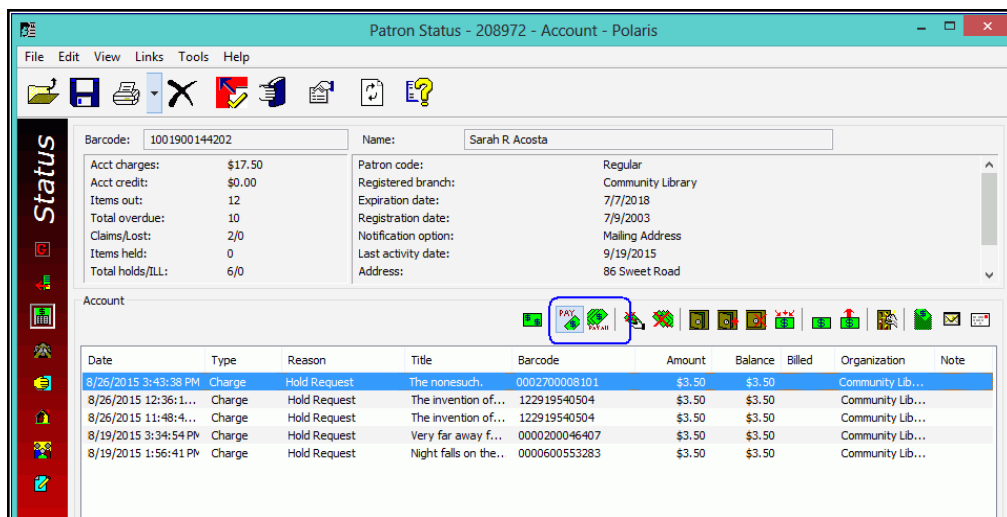 Patron Status - 208972 - Account - Polaris
File Edit View Links Tools Help
Status
Barcode: 1001900144202 Name: Sarah R Acosta
Acct charges: $17.50 Patron code: Regular
Acct credit: $0.00 Registered branch: Community Library
Items out: 12 Expiration date: 7/7/2018
Total overdue: 10 Registration date: 7/9/2003
Claims/Lost: 2/0 Notification option: Mailing Address
Items held: 0 Last activity date: 9/19/2015
Total holds/ILL: 6/0 Address: 86 Sweet Road
Account
PAY PAY All
Date Type Reason Title Barcode Amount Balance Billed Organization Note
8/26/2015 3:43:38 PM Charge Hold Request The nonesuch. 0002700008101 $3.50 $3.50 Community Lib...
8/26/2015 12:36:1... Charge Hold Request The invention of... 122919540504 $3.50 $3.50 Community Lib...
8/26/2015 11:48:4... Charge Hold Request The invention of... 122919540504 $3.50 $3.50 Community Lib...
8/19/2015 3:34:54 PM Charge Hold Request Very far away f... 0000200046407 $3.50 $3.50 Community Lib...
8/19/2015 1:56:41 PM Charge Hold Request Night falls on the... 0000600553283 $3.50 $3.50 Community Lib...